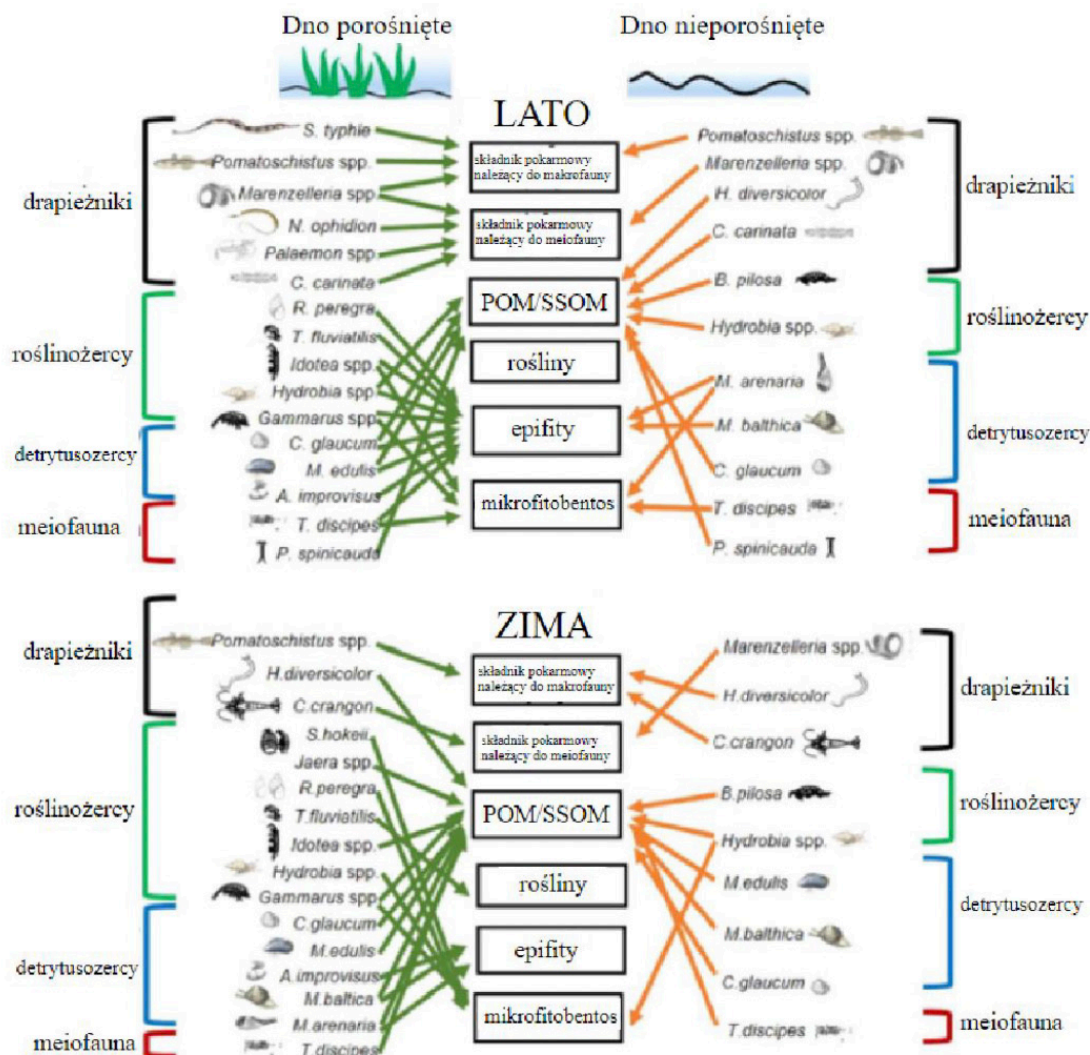 Dno porośnięte
Dno nieporośnięte
LATO
drapieżniki
S. typhle
Pomatoschistus spp.
Marenzelleria spp
N. ophidion
Palaemon spp
C. carinata
roślinożercy
R. peregra
T. fluviatilis
Idotea spp.
Hydrobia spp
Gammarus spp
detrytusozercy
C. glaucum
M. edulis
A. improvisus
meiofauna
T. discipes
P. spinicauda
składnik pokarmowy
należący do makrofauny
składnik pokarmowy
należący do meiofauny
POM/SSOM
rośliny
epifity
mikrofitobentos
Pomatoschistus spp.
Marenzelleria spp.
H. diversicolor
C. carinata
drapieżniki
B. pilosa
Hydrobia spp.
roślinożercy
M. arenaria
M. balthica
C. glaucum
detrytusozercy
T. discipes
P. spinicauda
meiofauna
ZIMA
drapieżniki
Pomatoschistus spp.
H.diversicolor
C.crangon
roślinożercy
S.hokeii
Jaera spp.
R.peregra
T.fluviatilis
Idotea spp.
Hydrobia spp.
Gammarus spp
detrytusozercy
C.glaucum
M.edulis
A.improvisus
M.baltica
M.arenaria
meiofauna
T.discipes
składnik pokarmowy
należący do makrofauny
składnik pokarmowy
należący do meiofauny
POM/SSOM
rośliny
epifity
mikrofitobentos
Marenzelleria spp.
H.diversicolor
C.crangon
drapieżniki
B.pilosa
Hydrobia spp.
roślinożercy
M.edulis
M.balthica
C.glaucum
detrytusozercy
T.discipes
meiofauna